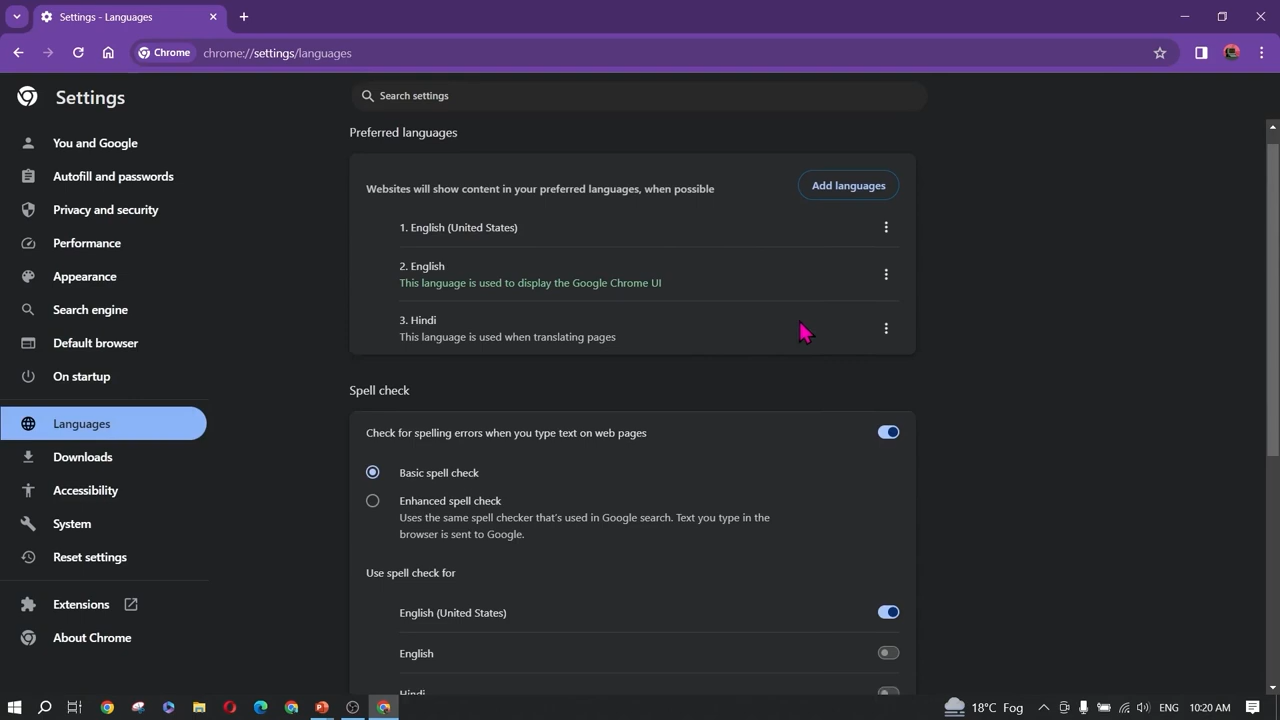 Settings - Languages
Chrome
chrome://settings/languages
Settings
Search settings
You and Google
Autofill and passwords
Privacy and security
Performance
Appearance
Search engine
Default browser
On startup
Languages
Downloads
Accessibility
System
Reset settings
Extensions
About Chrome
Preferred languages
Websites will show content in your preferred languages, when possible
Add languages
1. English (United States)
2. English
This language is used to display the Google Chrome UI
3. Hindi
This language is used when translating pages
Spell check
Check for spelling errors when you type text on web pages
Basic spell check
Enhanced spell check
Uses the same spell checker that's used in Google search. Text you type in the
browser is sent to Google.
Use spell check for
English (United States)
English
Hindi
18°C Fog
ENG
10:20 AM